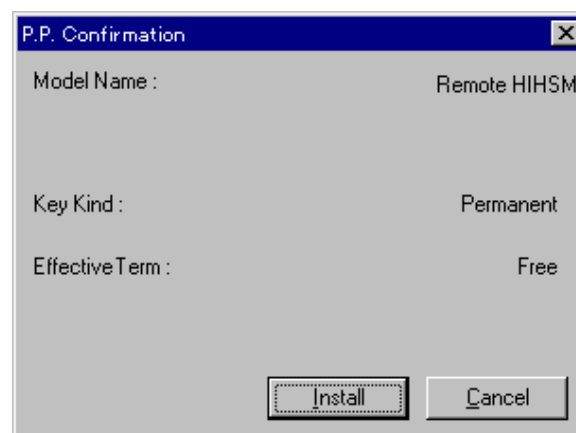 P.P. Confirmation
Model Name : Remote HIHSM
Key Kind : Permanent
Effective Term : Free
Install Cancel